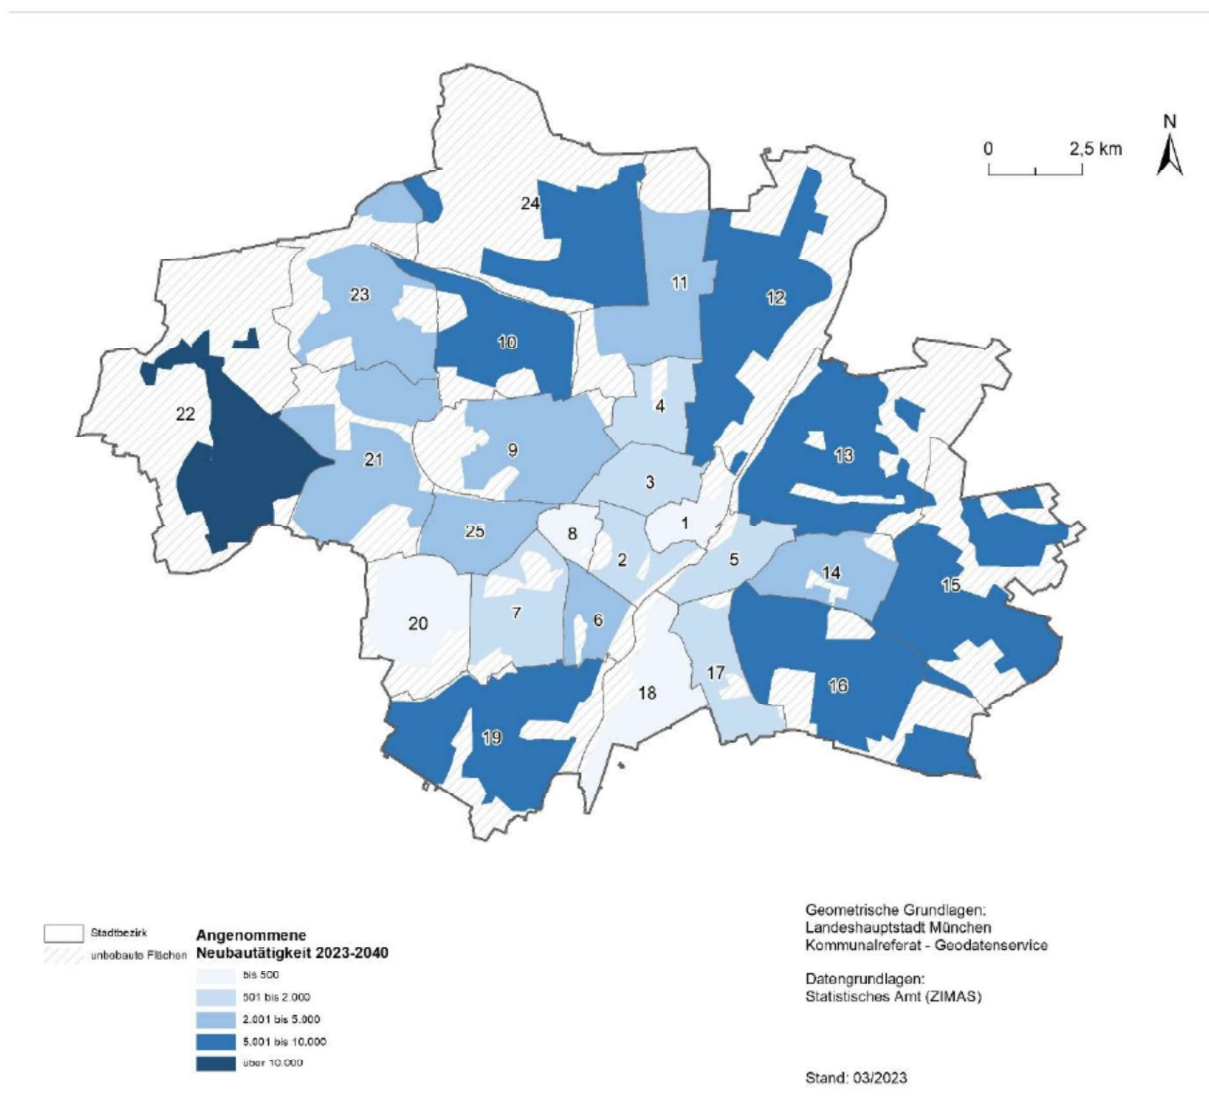 N
0 2,5 km
24
11
12
23
10
22
4
13
9
21
3
1
8
25
2
5
14
15
7
6
20
17
16
18
19
Stadtbezirk
unbebaute Flächen
Angenommene
Neubautätigkeit 2023-2040
bis 500
501 bis 2.000
2.001 bis 5.000
5.001 bis 10.000
über 10.000
Geometrische Grundlagen:
Landeshauptstadt München
Kommunalreferat - Geodatenservice
Datengrundlagen:
Statistisches Amt (ZIMAS)
Stand: 03/2023